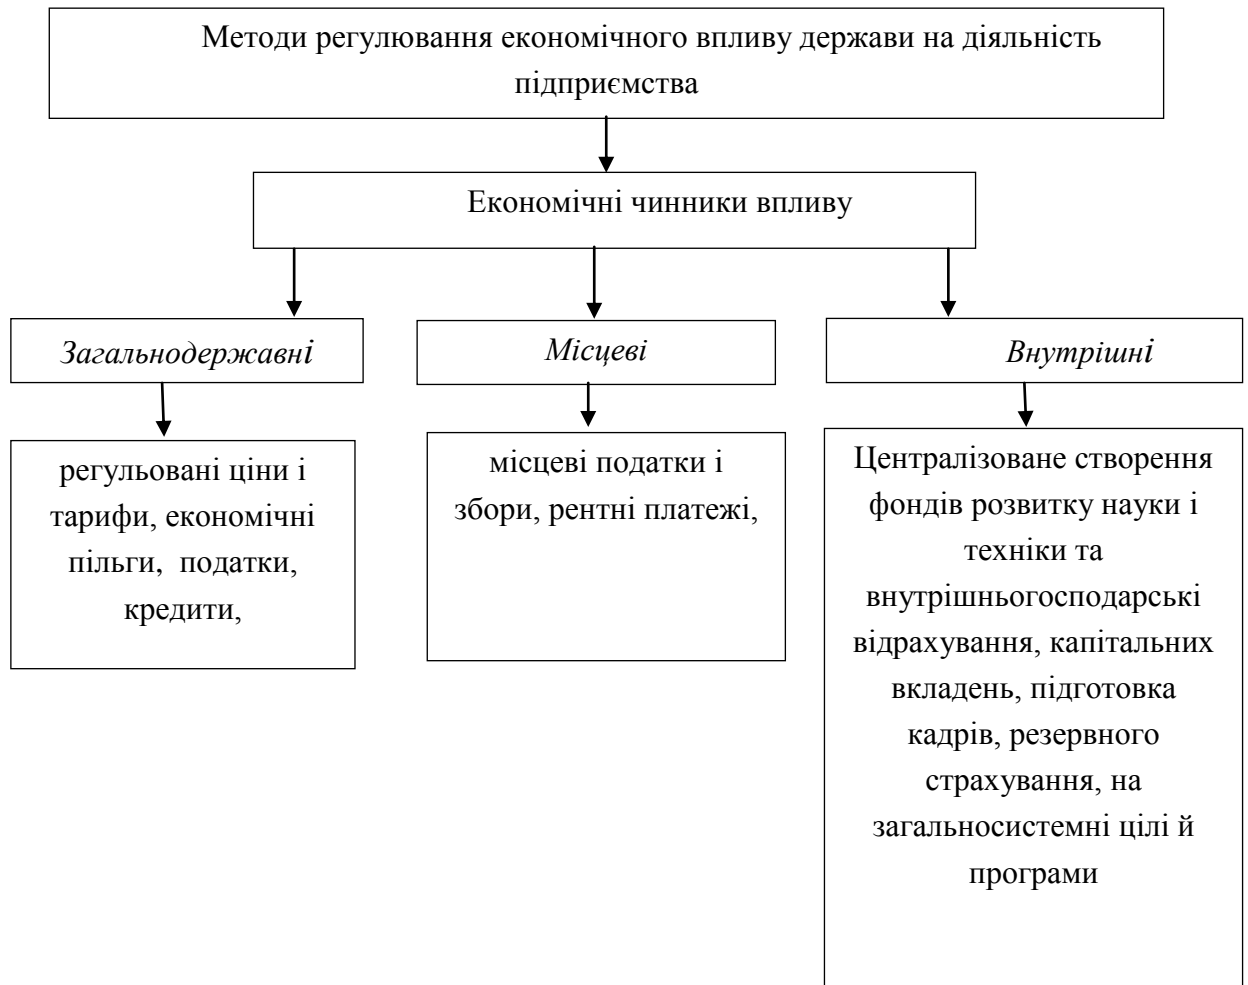 Методи регулювання економічного впливу держави на діяльність
підприємства
Економічні чинники впливу
Загальнодержавні
Місцеві
Внутрішні
регульовані ціни і
тарифи, економічні
пільги, податки,
кредити,
місцеві податки і
збори, рентні платежі,
Централізоване створення
фондів розвитку науки і
техніки та
внутрішньогосподарські
відрахування, капітальних
вкладень, підготовка
кадрів, резервного
страхування, на
загальносистемні цілі й
програми